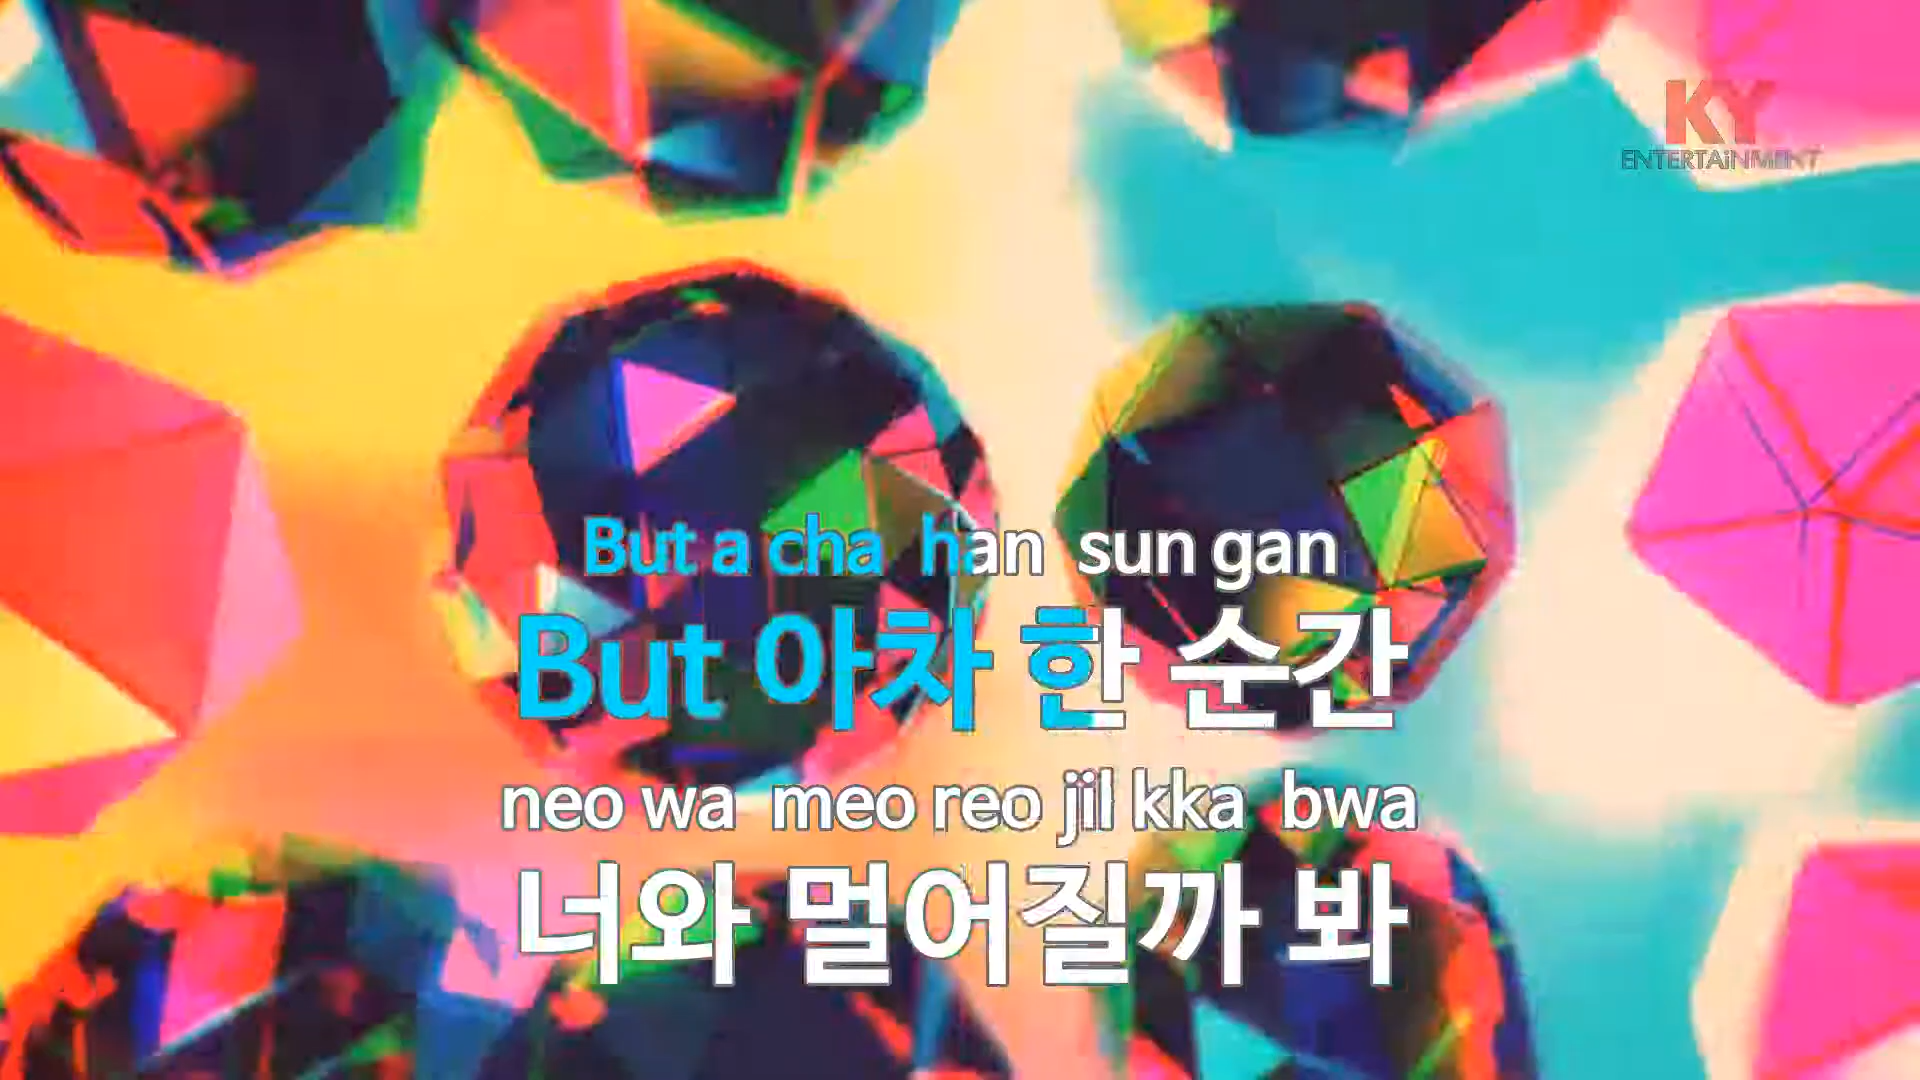 KY
ENTERTAiNMENT
But a cha han sun gan
But 아차 한 순간
neo wa meo reo jil kka bwa
너와 멀어질까 봐